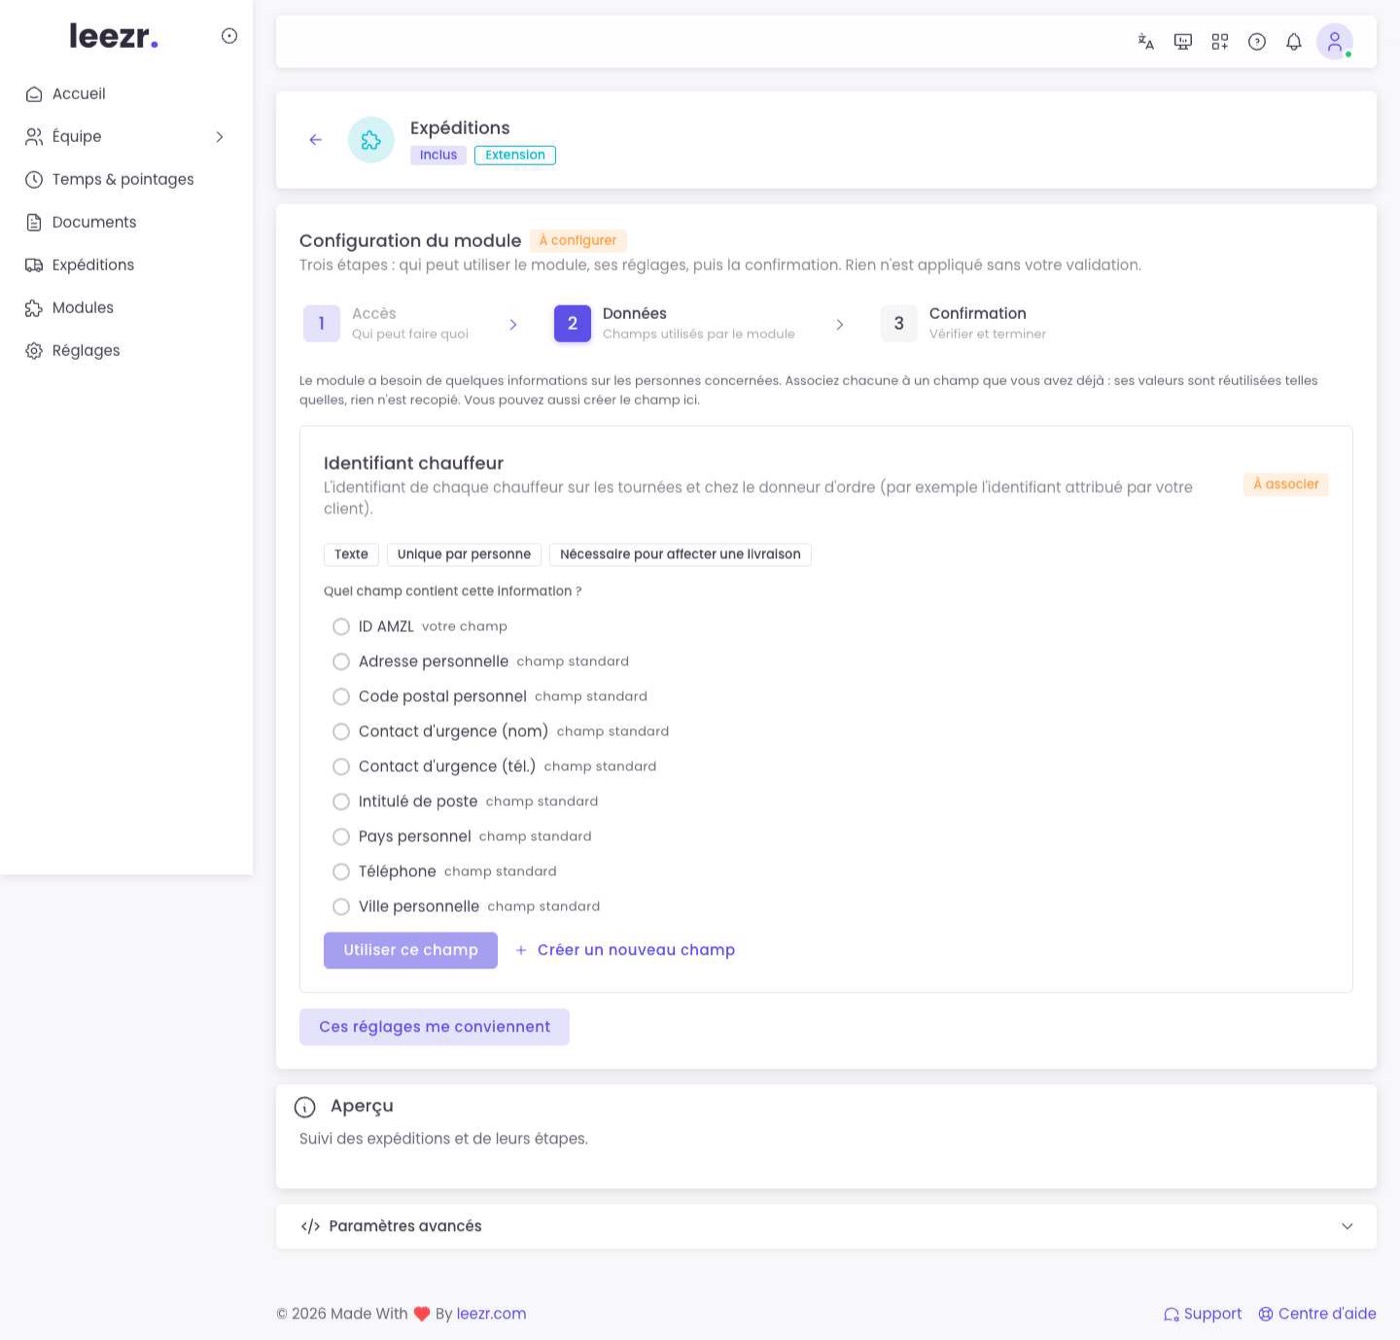 leezr.
Accueil
Équipe
Temps & pointages
Documents
Expéditions
Modules
Réglages
Expéditions
Inclus
Extension
Configuration du module
À configurer
Trois étapes : qui peut utiliser le module, ses réglages, puis la confirmation. Rien n'est appliqué sans votre validation.
1
Accès
Qui peut faire quoi
2
Données
Champs utilisés par le module
3
Confirmation
Vérifier et terminer
Le module a besoin de quelques informations sur les personnes concernées. Associez chacune à un champ que vous avez déjà : ses valeurs sont réutilisées telles
quelles, rien n'est recopié. Vous pouvez aussi créer le champ ici.
Identifiant chauffeur
L'identifiant de chaque chauffeur sur les tournées et chez le donneur d'ordre (par exemple l'identifiant attribué par votre
client).
À associer
Texte
Unique par personne
Nécessaire pour affecter une livraison
Quel champ contient cette information ?
ID AMZL votre champ
Adresse personnelle champ standard
Code postal personnel champ standard
Contact d'urgence (nom) champ standard
Contact d'urgence (tél.) champ standard
Intitulé de poste champ standard
Pays personnel champ standard
Téléphone champ standard
Ville personnelle champ standard
Utiliser ce champ
+ Créer un nouveau champ
Ces réglages me conviennent
Aperçu
Suivi des expéditions et de leurs étapes.
Paramètres avancés
© 2026 Made With ❤ By leezr.com
Support
Centre d'aide